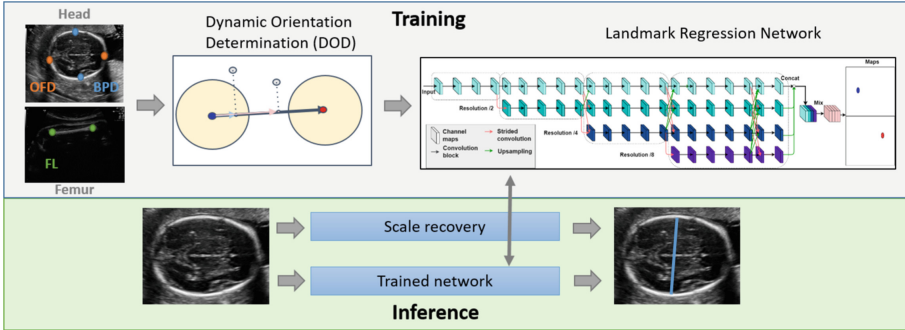 Training
Head
OFD
BPD
FL
Femur
Dynamic Orientation
Determination (DOD)
Landmark Regression Network
Input
Resolution /2
Resolution /4
Resolution /8
Channel
maps
Convolution
block
Strided
convolution
Upsampling
Concat
Mix
Maps
Scale recovery
Trained network
Inference